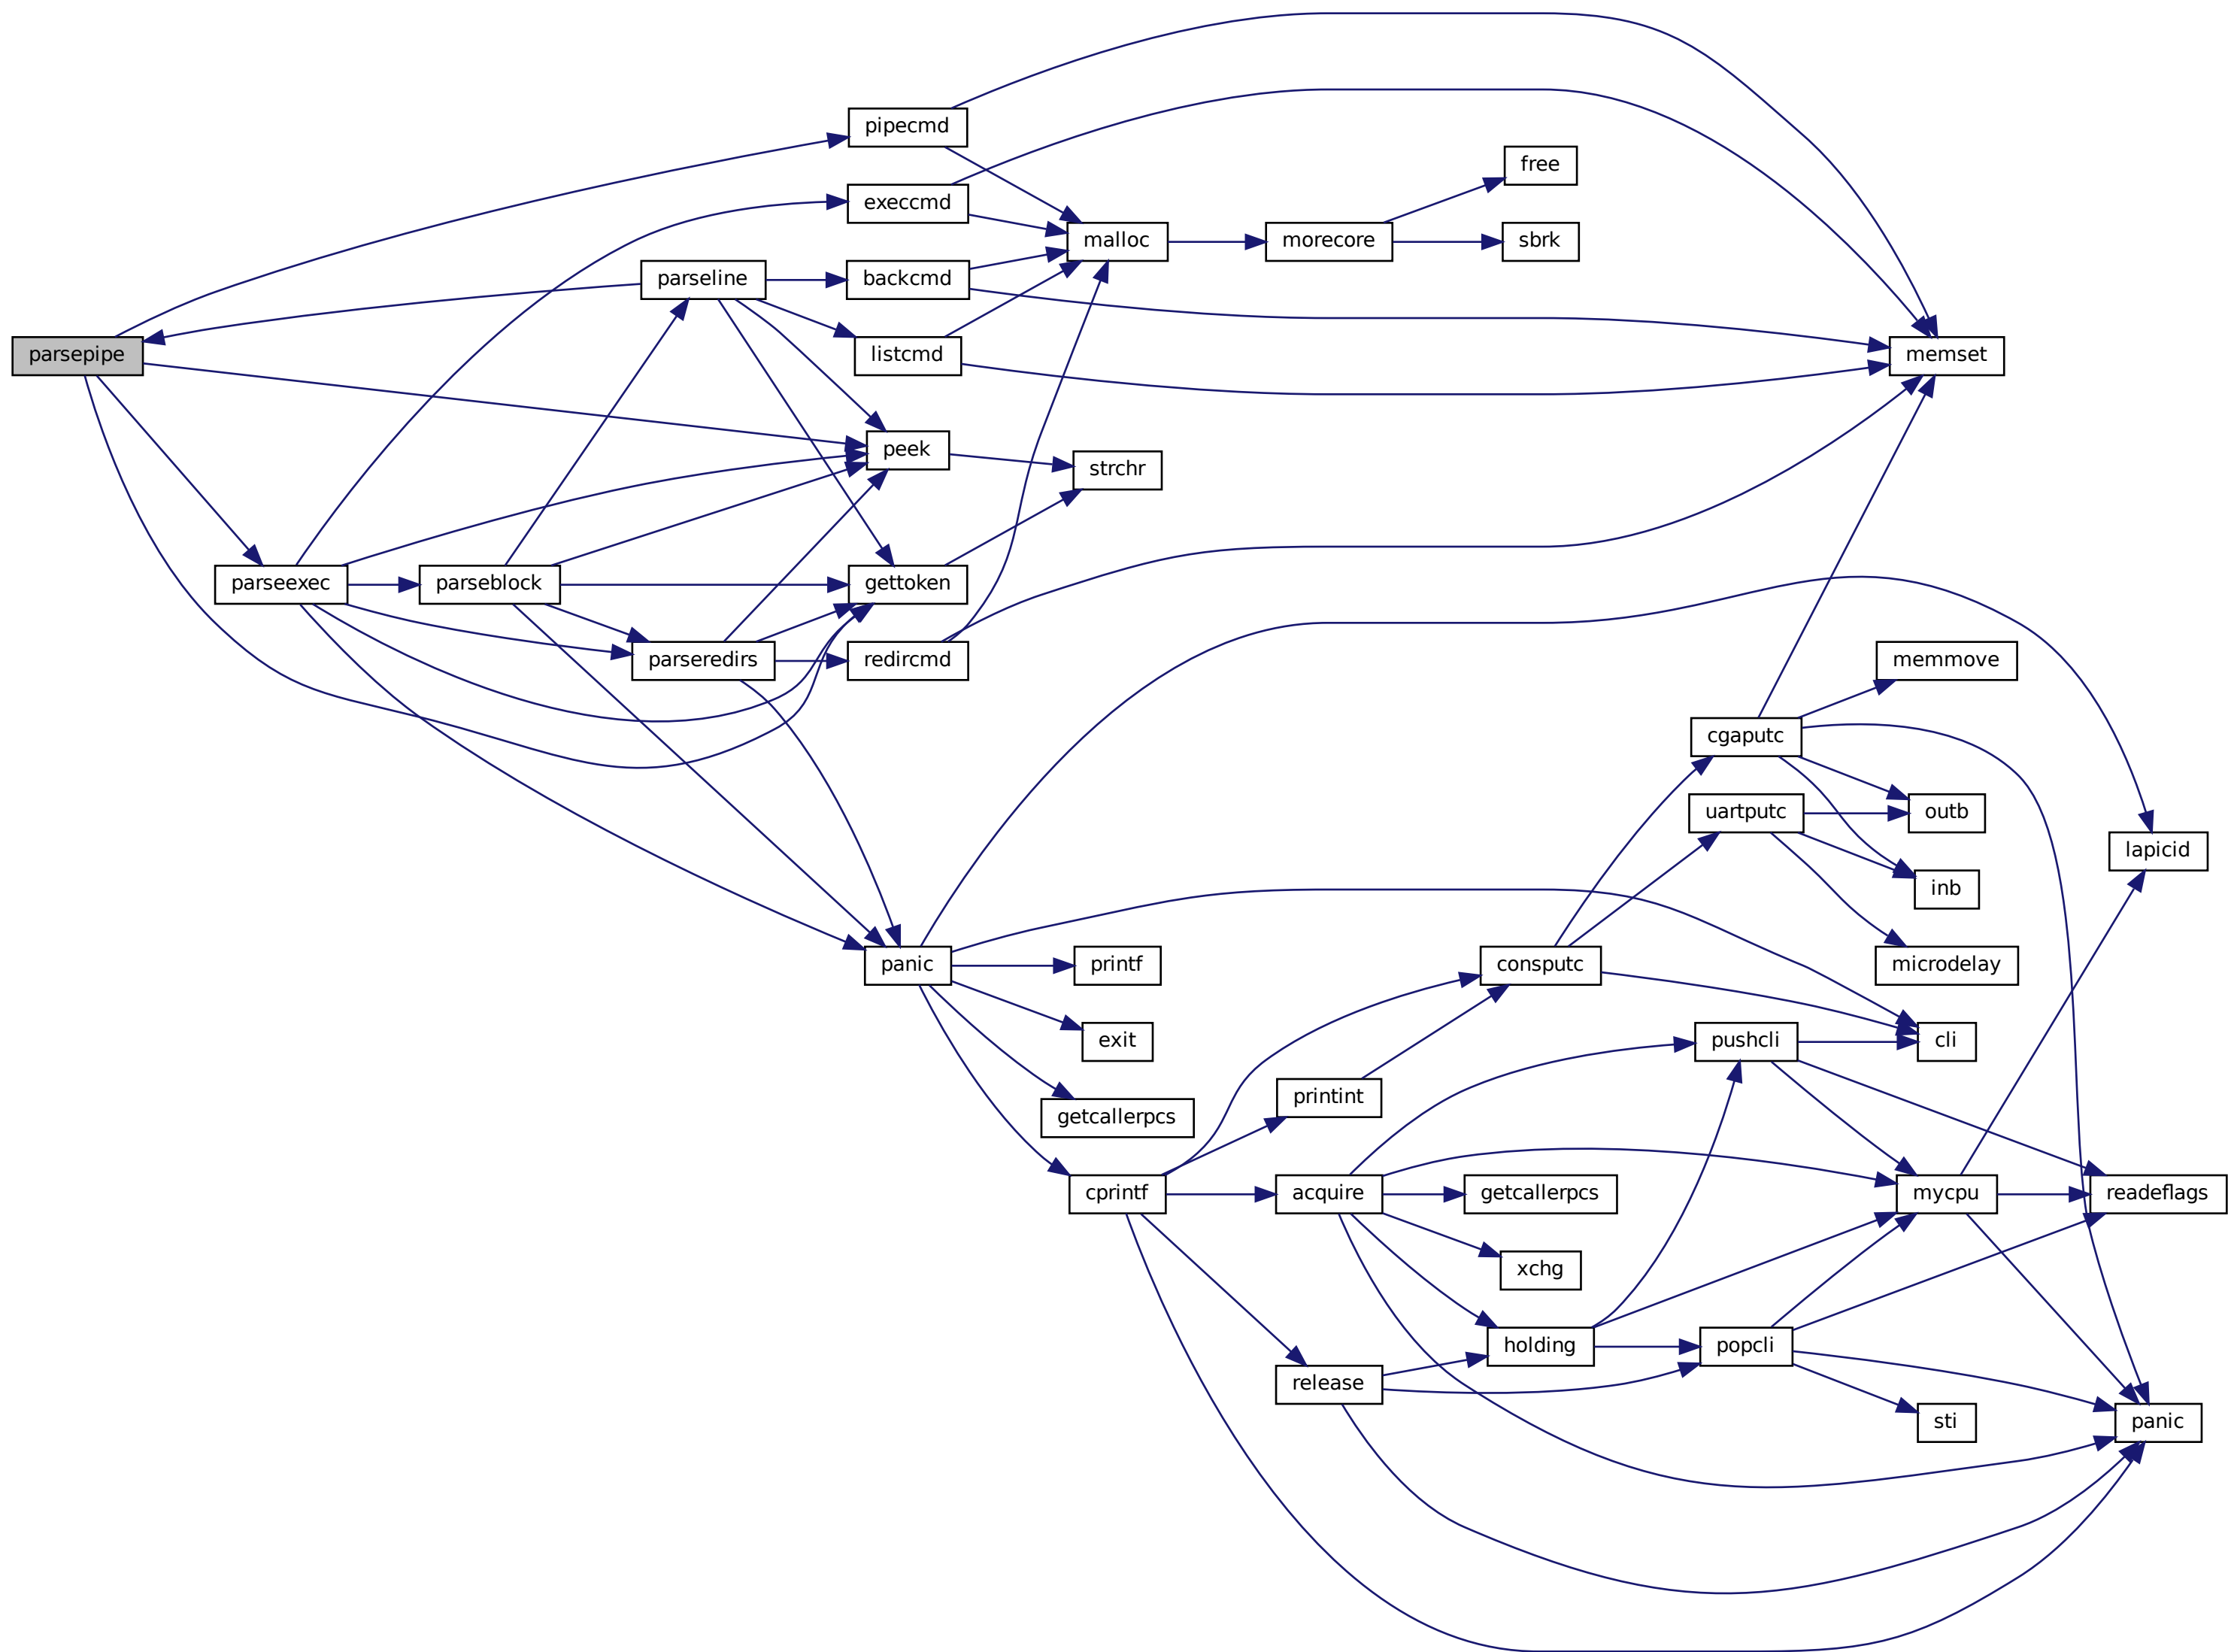 pipecmd
free
execcmd
malloc
morecore
sbrk
parseline
backcmd
parsepipe
listcmd
memset
peek
strchr
parseexec
parseblock
gettoken
parseredirs
redircmd
memmove
cgaputc
uartputc
outb
lapicid
inb
panic
printf
consputc
microdelay
exit
pushcli
cli
printint
getcallerpcs
cprintf
acquire
getcallerpcs
mycpu
readeflags
xchg
holding
popcli
release
sti
panic